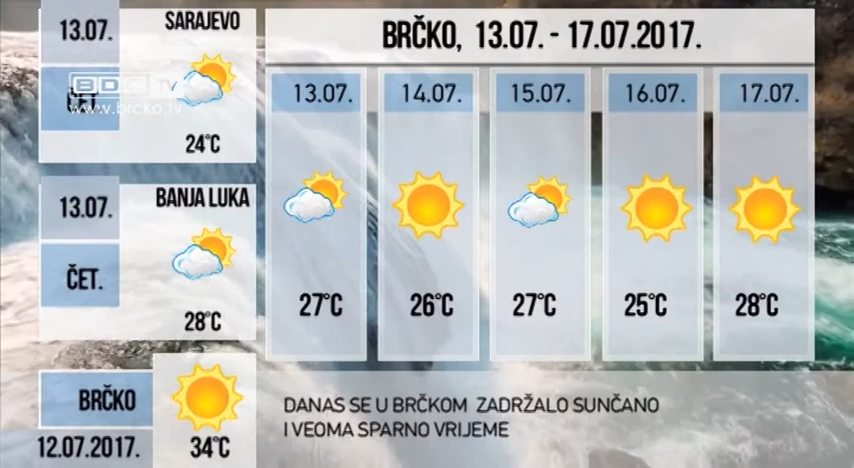 13.07.
ČET.
SARAJEVO
24°C
www.brcko.tv
13.07.
ČET.
BANJA LUKA
28°C
BRČKO
12.07.2017.
34°C
BRČKO, 13.07. - 17.07.2017.
13.07. 14.07. 15.07. 16.07. 17.07.
27°C 26°C 27°C 25°C 28°C
DANAS SE U BRČKOM ZADRŽALO SUNČANO
I VEOMA SPARNO VRIJEME